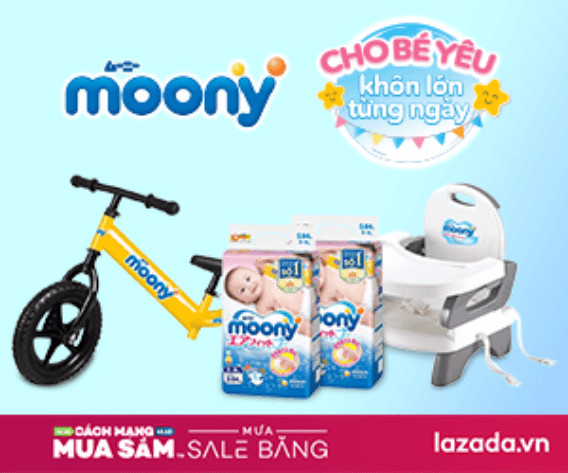 ムーニー
moony
CHO BÉ YÊU
khôn lớn
từng ngày
moony
moony
エアフィット
moony
moony
CÁCH MẠNG
MUA SẮM
MƯA
SALE BĂNG
lazada.vn